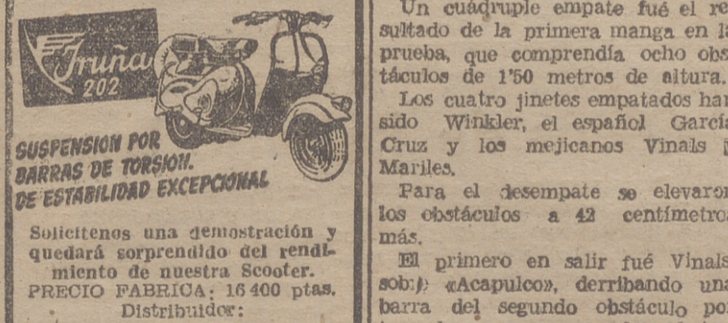 Iruña
202
SUSPENSION POR
BARRAS DE TORSION.
DE ESTABILIDAD EXCEPCIONAL
Solicítenos una demostración y
quedará sorprendido del rendi-
miento de nuestra Scooter.
PRECIO FABRICA: 16 400 ptas.
Distribuidor:
Un cuádruple empate fué el re
sultado de la primera manga en la
prueba, que comprendía ocho obs
táculos de 1'50 metros de altura.
Los cuatro jinetes empatados han
sido Winkler, el español García
Cruz y los mejicanos Vinals
Mariles.
Para el desempate se elevaron
los obstáculos a 42 centímetro
más.
El primero en salir fué Vinals
«Acapulco», derribando una
barra del segundo obstáculo por